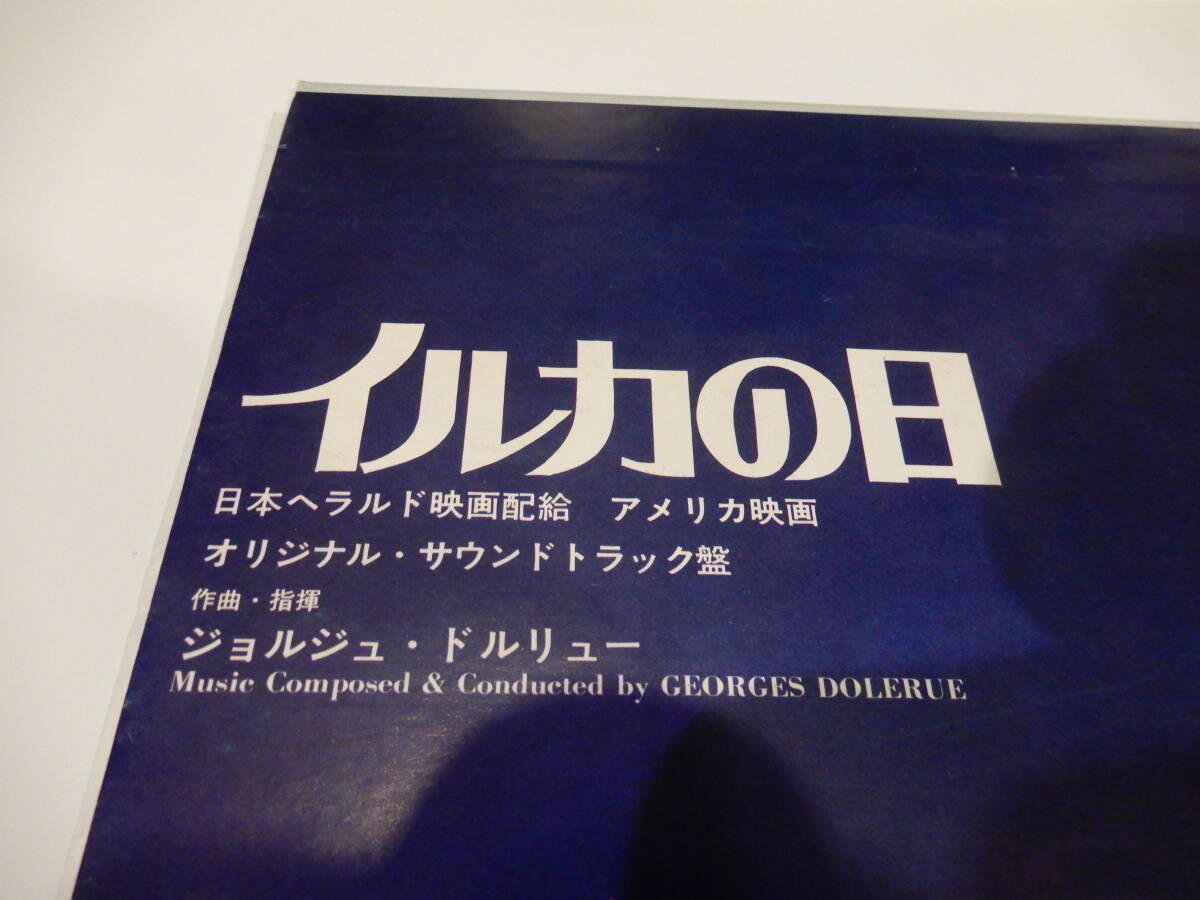 イルカの日
日本ヘラルド映画配給　アメリカ映画
オリジナル・サウンドトラック盤
作曲・指揮
ジョルジュ・ドルリュー
Music Composed & Conducted by GEORGES DOLERUE